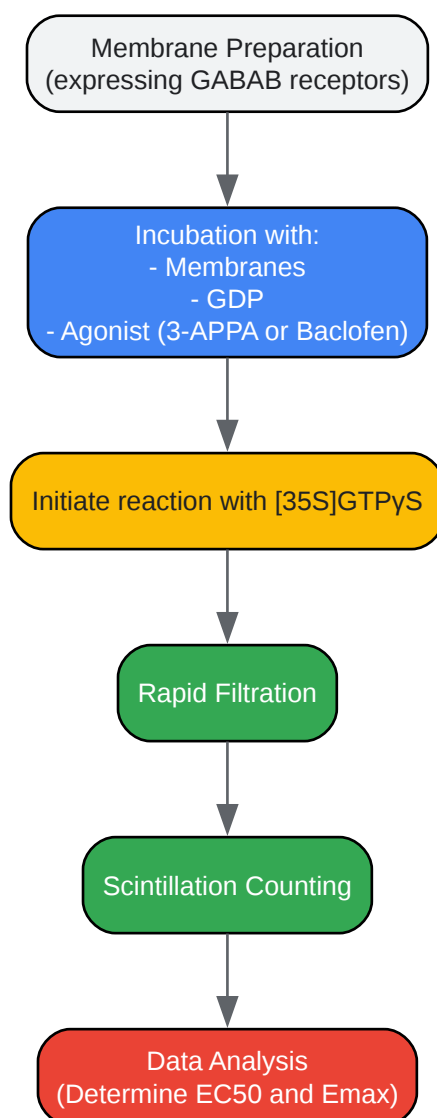 Membrane Preparation
(expressing GABAB receptors)
Incubation with:
- Membranes
- GDP
- Agonist (3-APPA or Baclofen)
Initiate reaction with [35S]GTPγS
Rapid Filtration
Scintillation Counting
Data Analysis
(Determine EC50 and Emax)